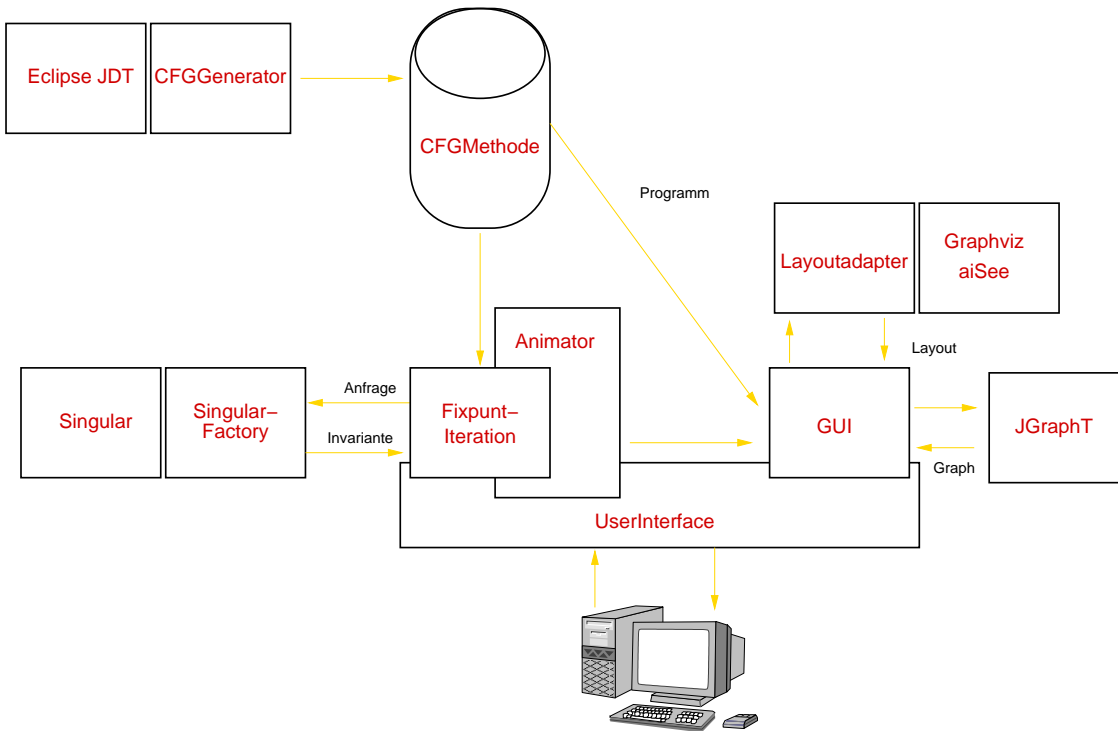 Eclipse JDT
CFGGenerator
CFGMethode
Programm
Layoutadapter
Graphviz
aiSee
Animator
Layout
Singular
Singular–
Factory
Anfrage
Invariante
Fixpunt–
Iteration
GUI
JGraphT
Graph
UserInterface